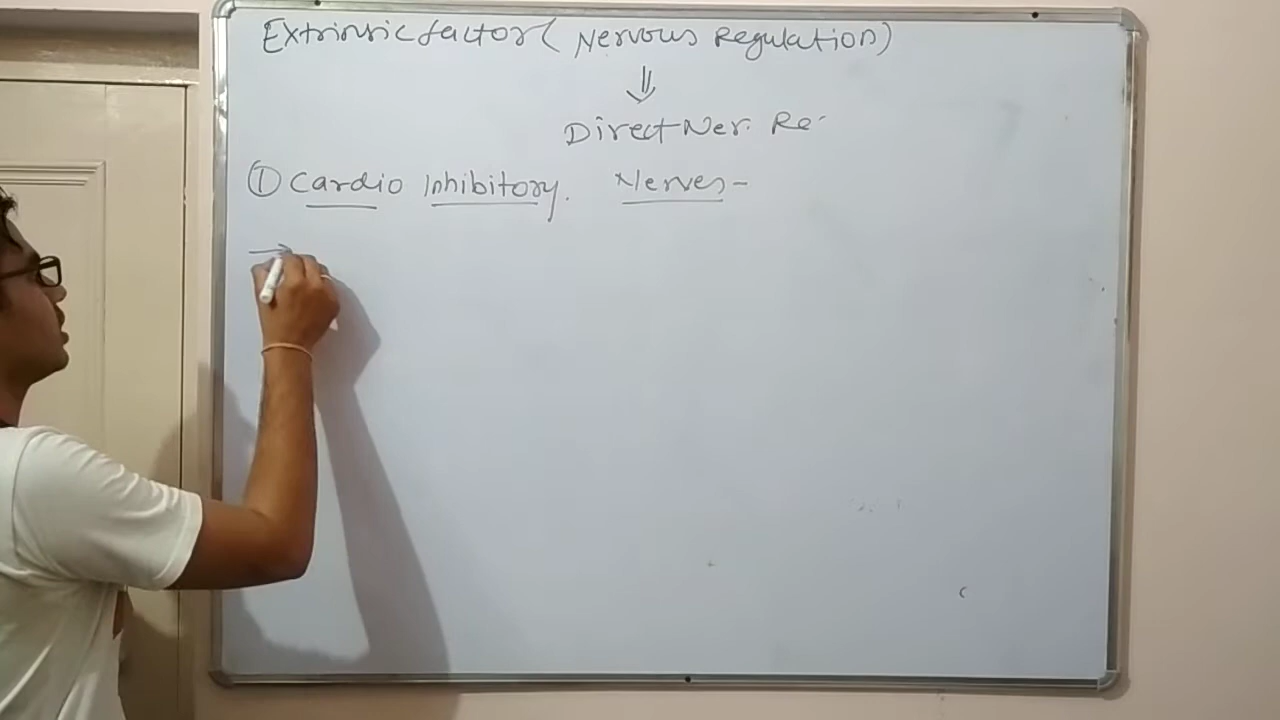 Extrinsic factor ( Nervous Regulation)
⇓
Direct Ner. Re.
① Cardio Inhibitory. Nerves-
→